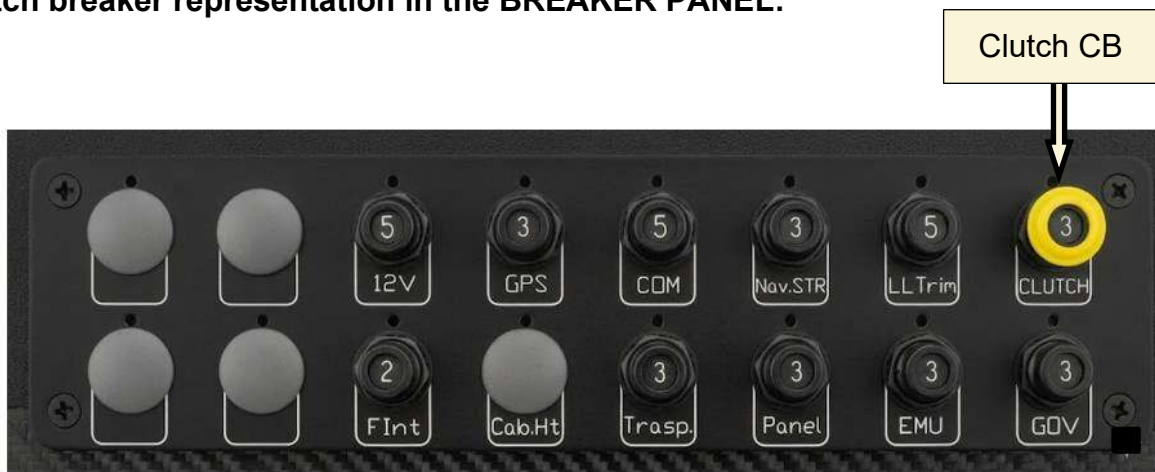 tch breaker representation in the BREAKER PANEL.
Clutch CB
5 3 5 3 5 3
12V GPS COM Nav.STR LLTrim CLUTCH
2 3 3 3 3
FInt Cab.Ht Trasp. Panel EMU GOV